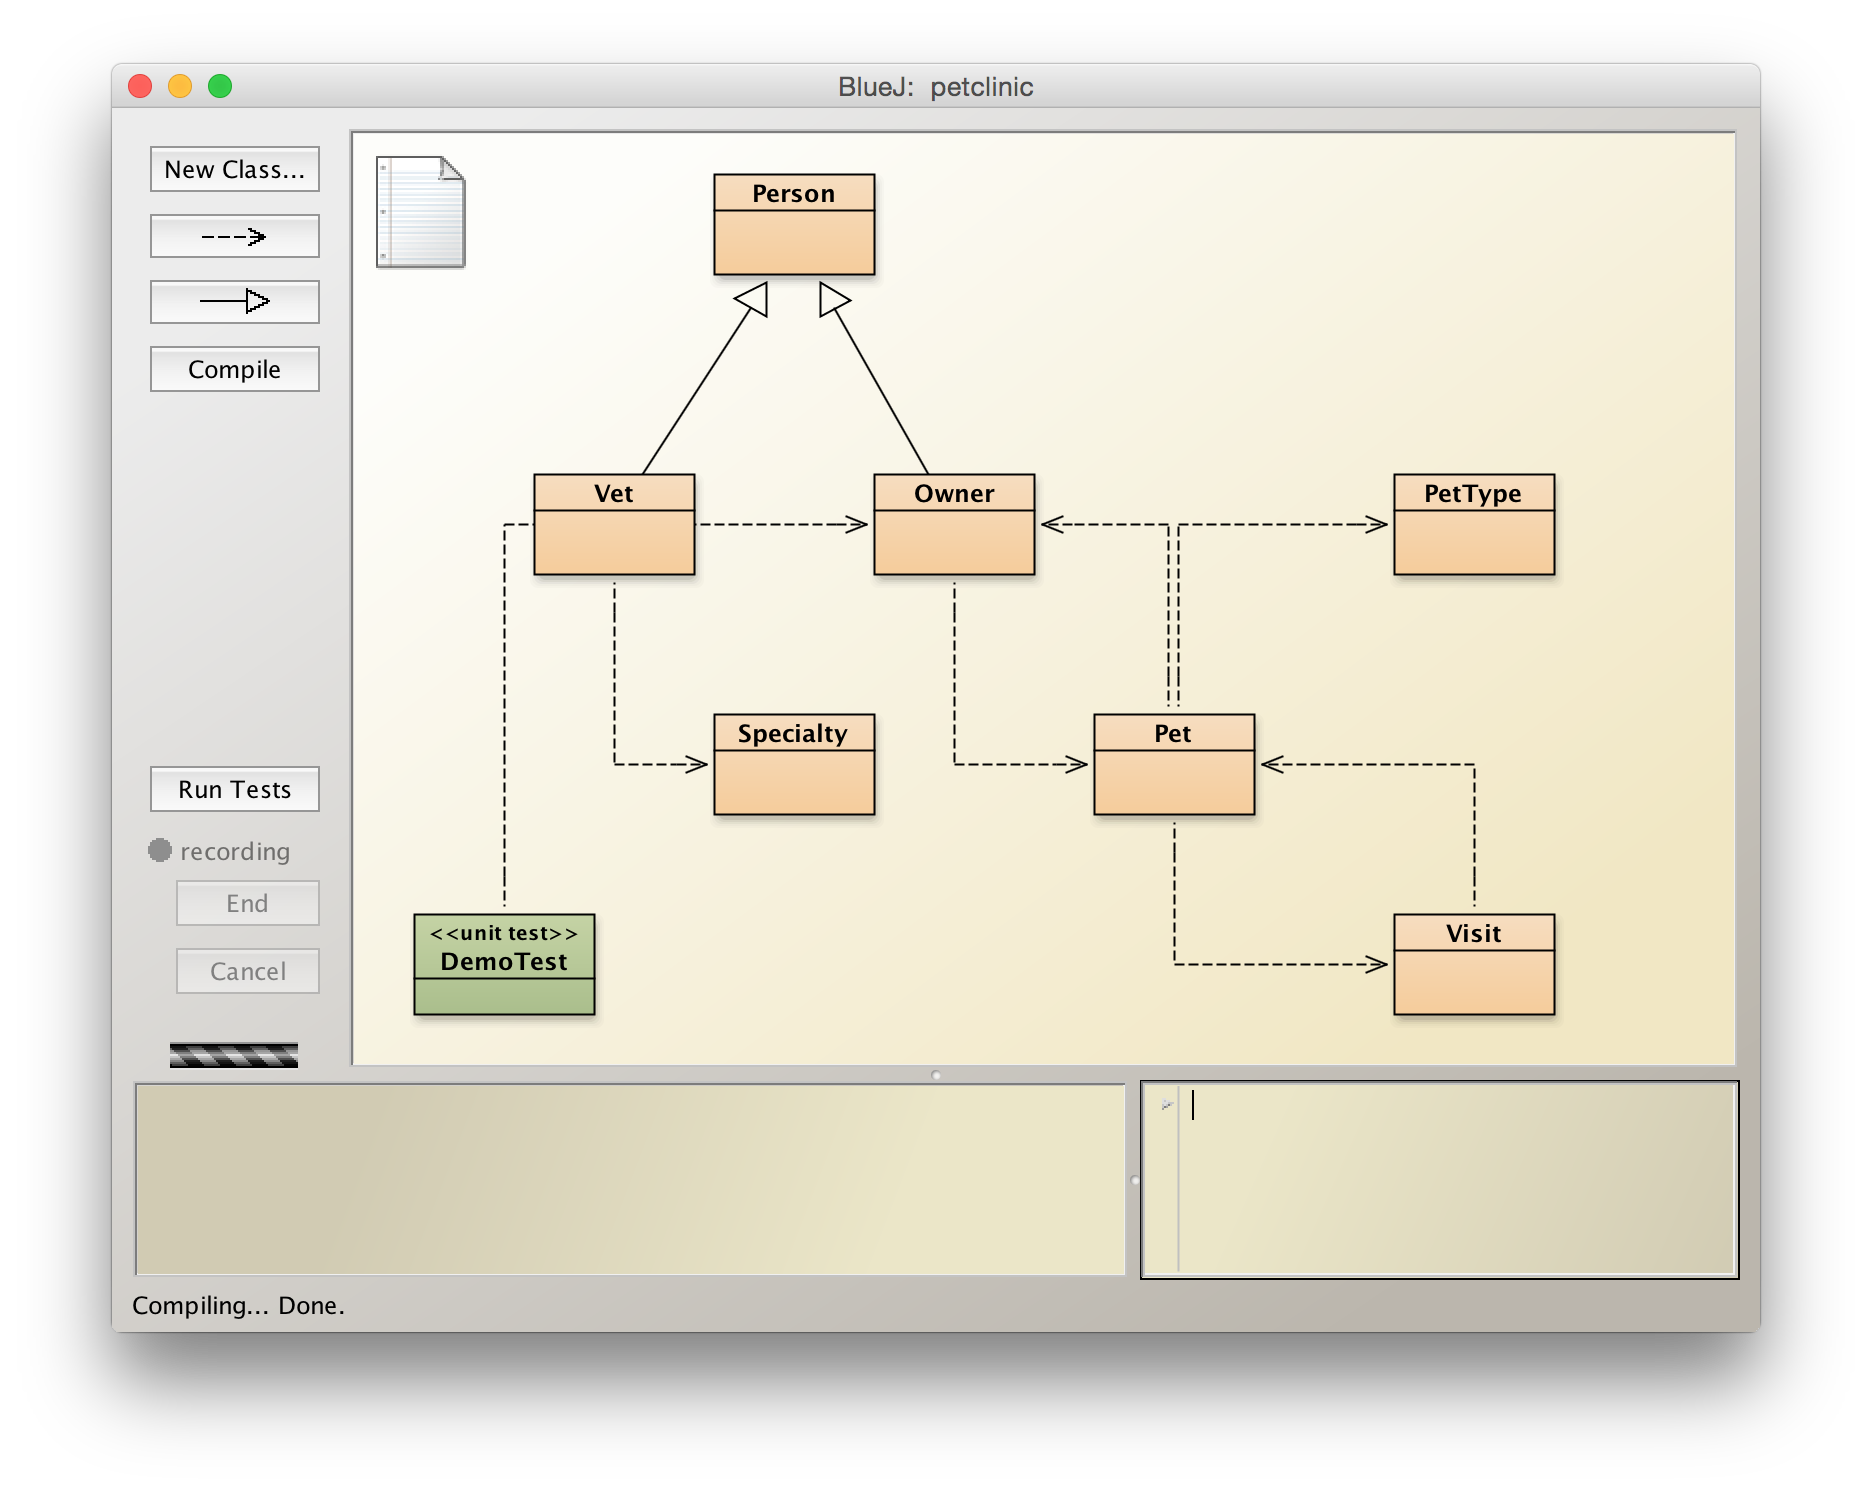 BlueJ: petclinic
New Class...
Compile
Run Tests
recording
End
Cancel
Person
Vet
Owner
PetType
Specialty
Pet
<<unit test>>
DemoTest
Visit
Compiling... Done.